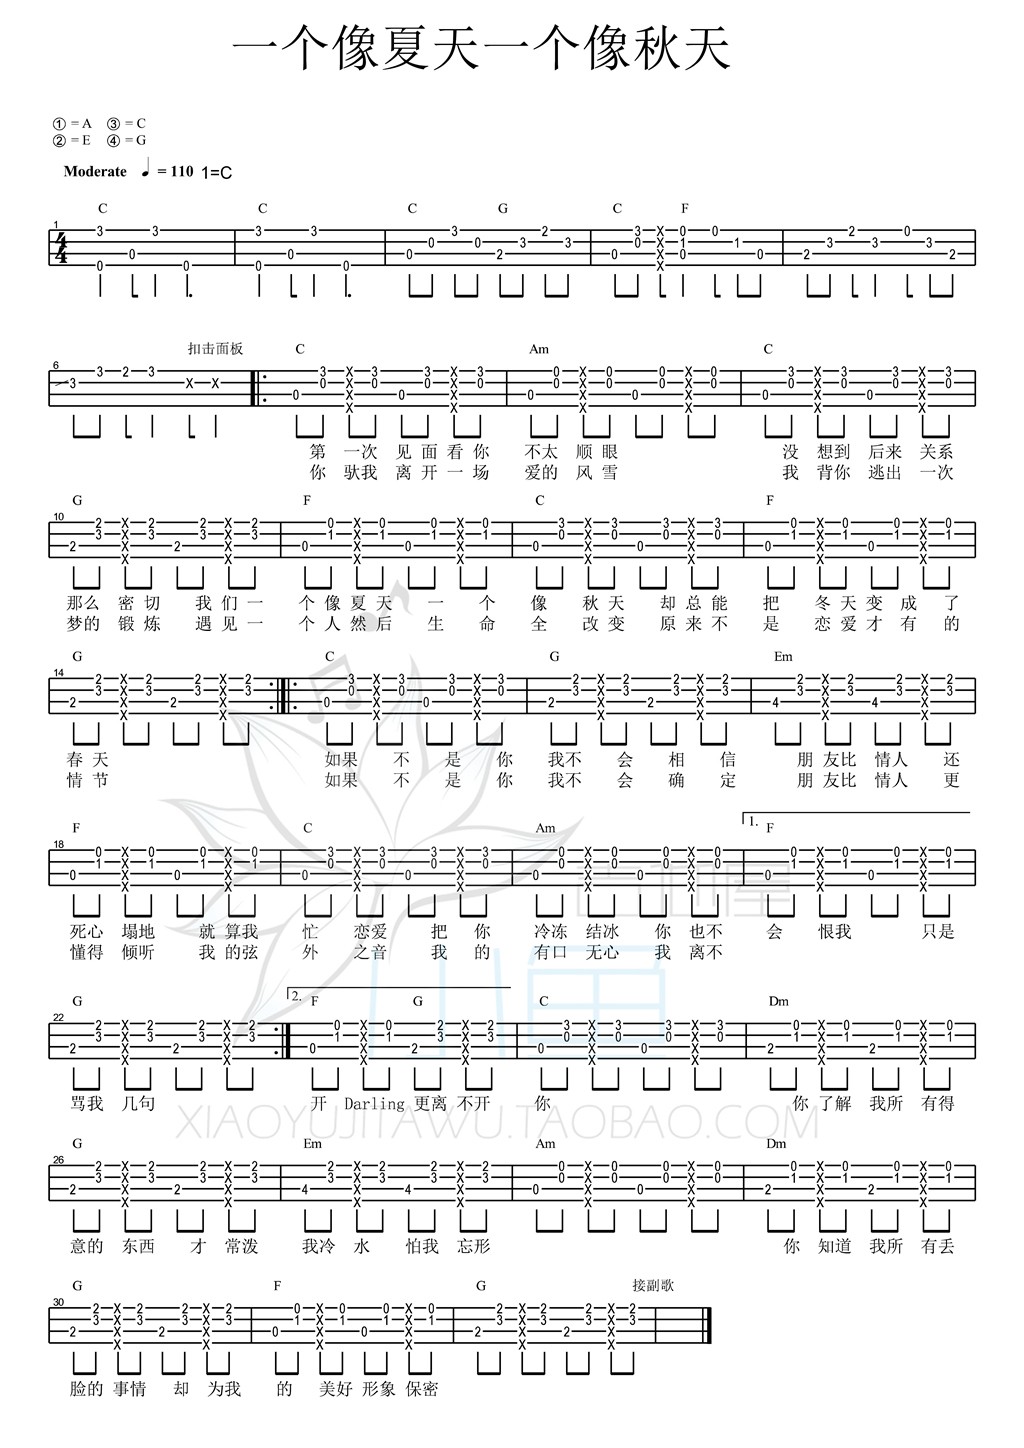 一个像夏天一个像秋天
① = A ③ = C
② = E ④ = G
Moderate ♩ = 110 1=C
C C C G C F
扣击面板 C Am C
第一次见面看你 不太顺眼 没想到后来关系
你驮我离开一场 爱的风雪 我背你逃出一次
G F C F
那么密切 我们一个像夏天一个像秋天却总能把冬天变成了
梦的锻炼 遇见一个人然后生命全改变原来不是恋爱才有的
G C G Em
春天 如果不是你我不会相信 朋友比情人还
情节 如果不是你我不会确定 朋友比情人更
F C Am 1. F
死心塌地 就算我忙恋爱把你冷冻结冰你也不会恨我 只是
懂得倾听 我的弦外之音我的有口无心我离不
G 2. F G C Dm
骂我几句 开 Darling 更离不开你 你了解我所有得
XIAOYUJITAWU.TAOBAO.COM
G Em Am Dm
意的东西 才常泼我冷水 怕我忘形 你知道我所有丢
G F G 接副歌
脸的事情 却为我的美好形象保密